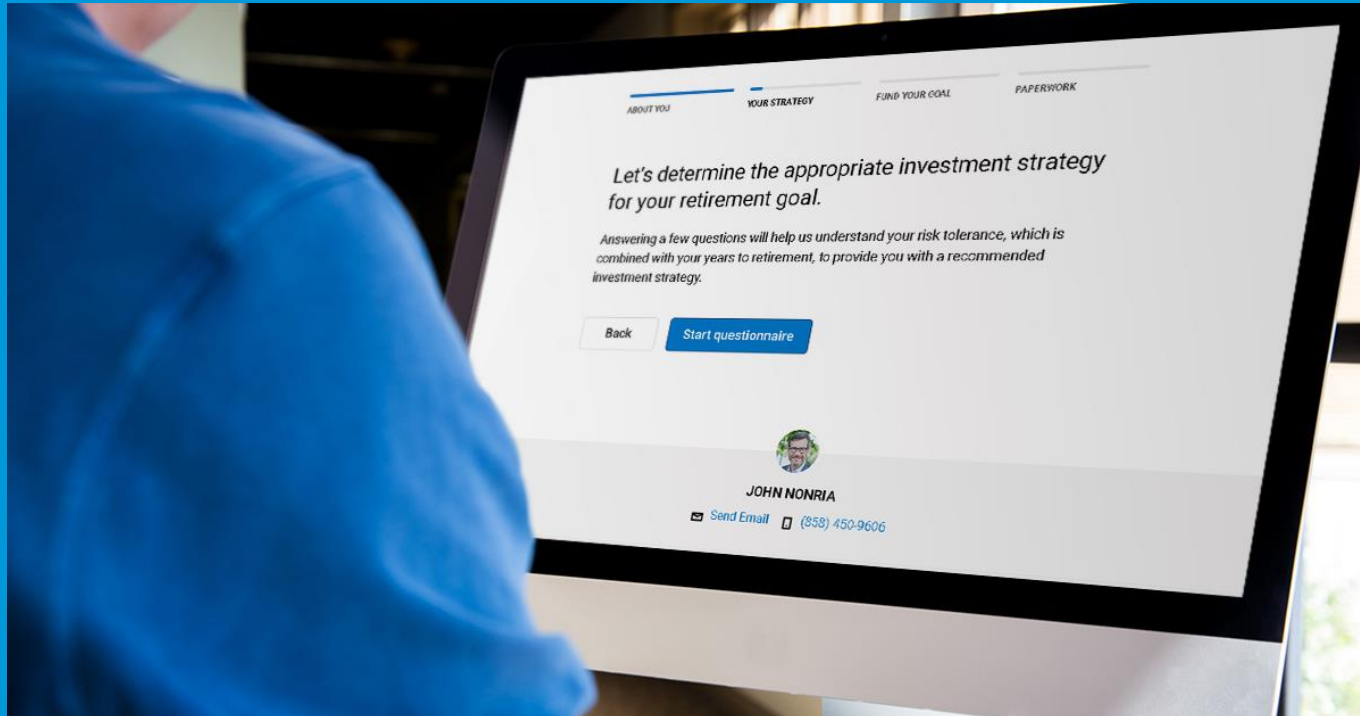 ABOUT YOU
YOUR STRATEGY
FUND YOUR GOAL
PAPERWORK
Let's determine the appropriate investment strategy
for your retirement goal.
Answering a few questions will help us understand your risk tolerance, which is
combined with your years to retirement, to provide you with a recommended
investment strategy.
Back
Start questionnaire
JOHN NONRIA
Send Email
(858) 450-9606